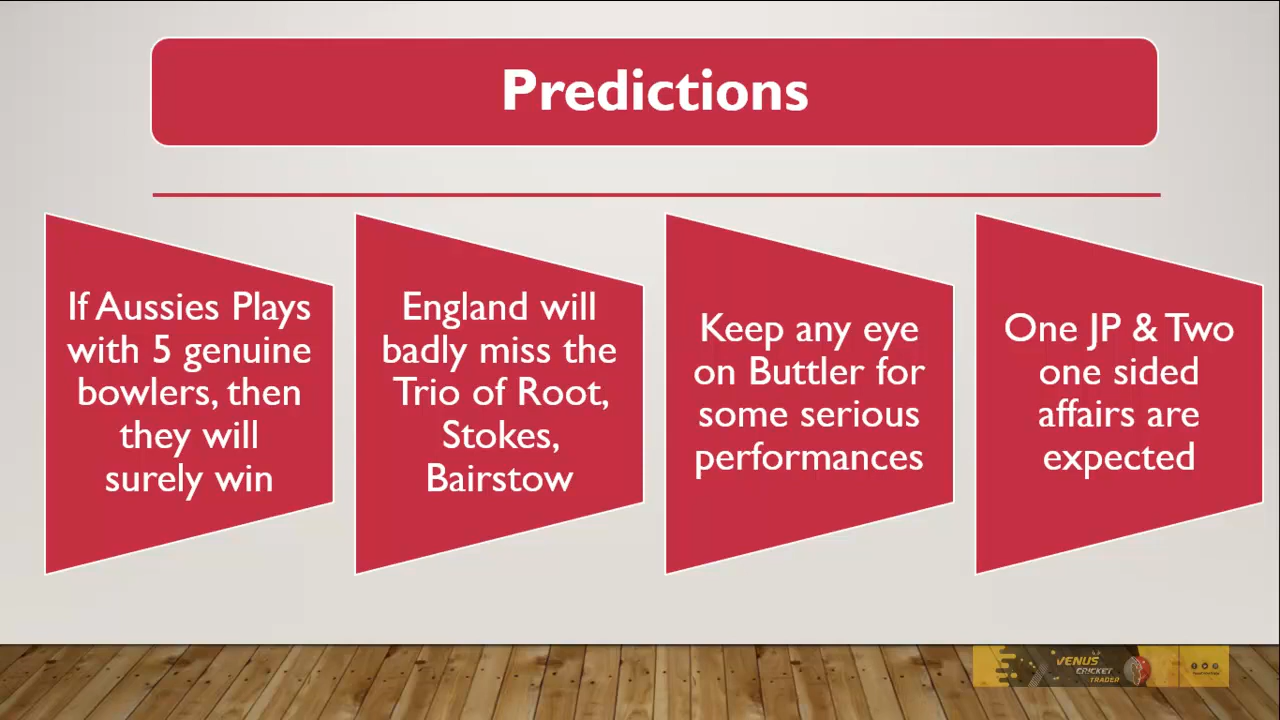 Predictions
If Aussies Plays
with 5 genuine
bowlers, then
they will
surely win
England will
badly miss the
Trio of Root,
Stokes,
Bairstow
Keep any eye
on Buttler for
some serious
performances
One JP & Two
one sided
affairs are
expected
VENUS
CRICKET
TRADER